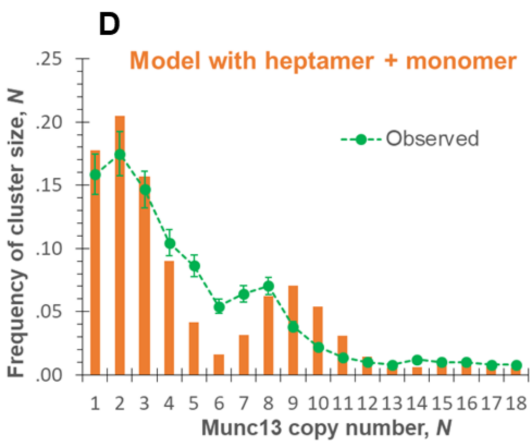 D
Model with heptamer + monomer
Observed
Frequency of cluster size, N
.25
.20
.15
.10
.05
.00
1 2 3 4 5 6 7 8 9 10 11 12 13 14 15 16 17 18
Munc13 copy number, N